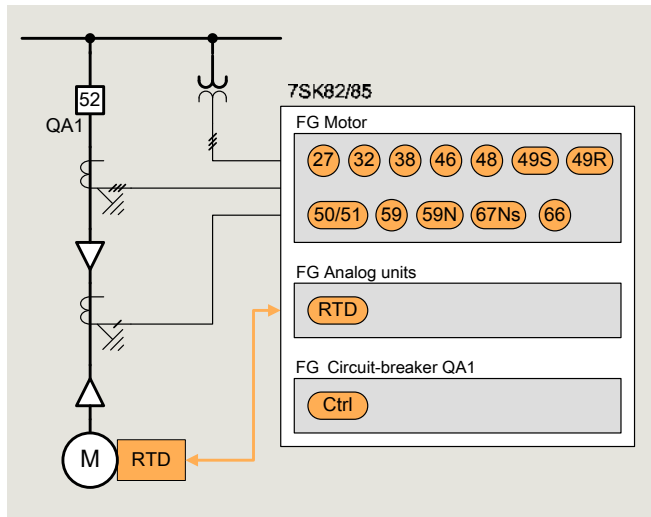 7SK82/85
52
QA1
FG Motor
27 32 38 46 48 49S 49R
50/51 59 59N 67Ns 66
FG Analog units
RTD
FG Circuit-breaker QA1
Ctrl
M RTD